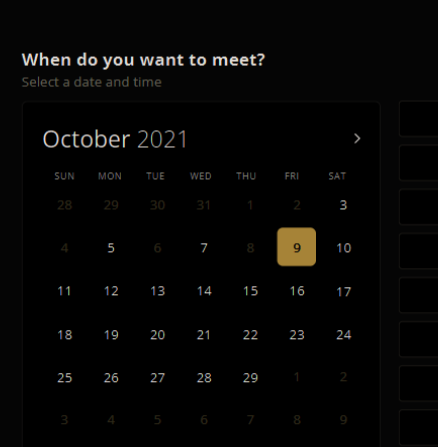 When do you want to meet?
Select a date and time
October 2021
SUN MON TUE WED THU FRI SAT
28 29 30 31 1 2 3
4 5 6 7 8 9 10
11 12 13 14 15 16 17
18 19 20 21 22 23 24
25 26 27 28 29 1 2
3 4 5 6 7 8 9